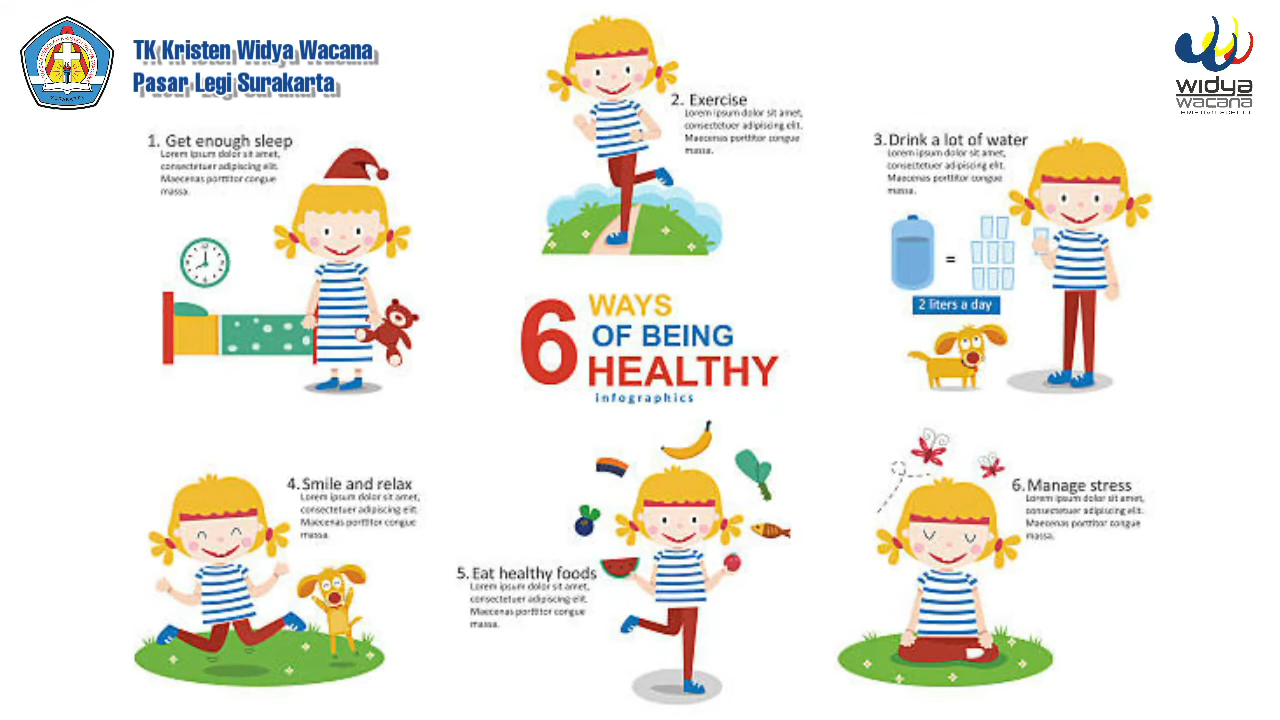 TK Kristen Widya Wacana
Pasar Legi Surakarta
SURAKARTA
widya
wacana
1. Get enough sleep
Lorem ipsum dolor sit amet,
consectetuer adipiscing elit.
Maecenas porttitor congue
massa.
2. Exercise
Lorem ipsum dolor sit amet,
consectetuer adipiscing elit.
Maecenas porttitor congue
massa.
3. Drink a lot of water
Lorem ipsum dolor sit amet,
consectetuer adipiscing elit.
Maecenas porttitor congue
massa.
=
2 liters a day
6 WAYS
OF BEING
HEALTHY
infographics
4. Smile and relax
Lorem ipsum dolor sit amet,
consectetuer adipiscing elit.
Maecenas porttitor congue
massa.
5. Eat healthy foods
Lorem ipsum dolor sit amet,
consectetuer adipiscing elit.
Maecenas porttitor congue
massa.
6. Manage stress
Lorem ipsum dolor sit amet,
consectetuer adipiscing elit.
Maecenas porttitor congue
massa.